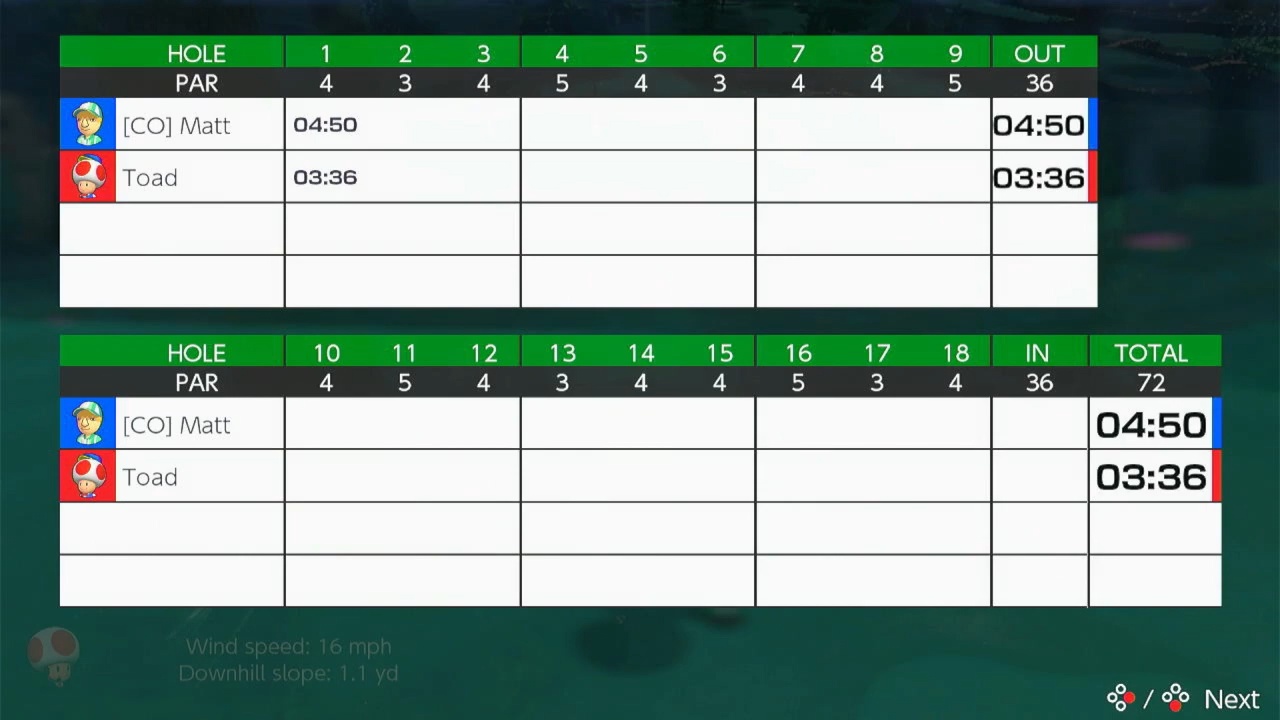 HOLE 1 2 3 4 5 6 7 8 9 OUT
PAR 4 3 4 5 4 3 4 4 5 36
[CO] Matt 04:50 04:50
Toad 03:36 03:36
HOLE 10 11 12 13 14 15 16 17 18 IN TOTAL
PAR 4 5 4 3 4 4 5 3 4 36 72
[CO] Matt 04:50
Toad 03:36
Wind speed: 16 mph
Downhill slope: 1.1 yd
/ Next